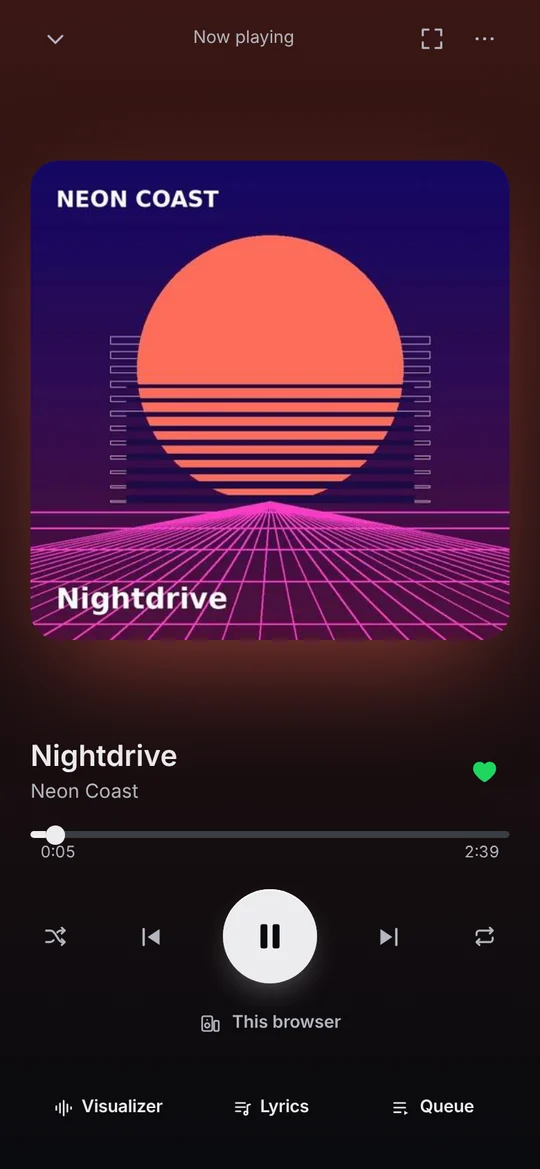 Now playing
NEON COAST
Nightdrive
Nightdrive
Neon Coast
0:05
2:39
This browser
Visualizer
Lyrics
Queue